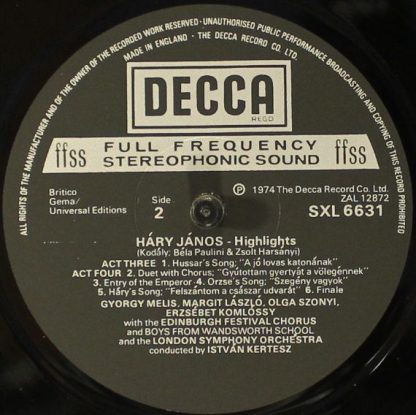 ALL RIGHTS OF THE MANUFACTURER AND OF THE OWNER OF THE RECORDED WORK RESERVED · UNAUTHORISED PUBLIC PERFORMANCE BROADCASTING AND COPYING OF THIS RECORD PROHIBITED
MADE IN ENGLAND · THE DECCA RECORD CO. LTD.
DECCA
REGD
ffss FULL FREQUENCY ffss
STEREOPHONIC SOUND
Britico
Gema/
Universal Editions
Side
2
Ⓟ 1974 The Decca Record Co. Ltd.
ZAL 12872
SXL 6631
HÁRY JÁNOS - Highlights
(Kodály: Béla Paulini & Zsolt Harsányi)
ACT THREE 1. Hussar's Song; "A jó lovas katonának"
ACT FOUR 2. Duet with Chorus; "Gyútottam gyertyát a völegénnek"
3. Entry of the Emperor · 4. Orzse's Song; "Szegény vagyok"
5. Háry's Song; "Felszántom a császar udvarát" 6. Finale
GYORGY MELIS, MARGIT LÁSZLÓ, OLGA SZONYI,
ERZSÉBET KOMLÓSSY
with the EDINBURGH FESTIVAL CHORUS
and BOYS FROM WANDSWORTH SCHOOL
and the LONDON SYMPHONY ORCHESTRA
conducted by ISTVÁN KERTESZ